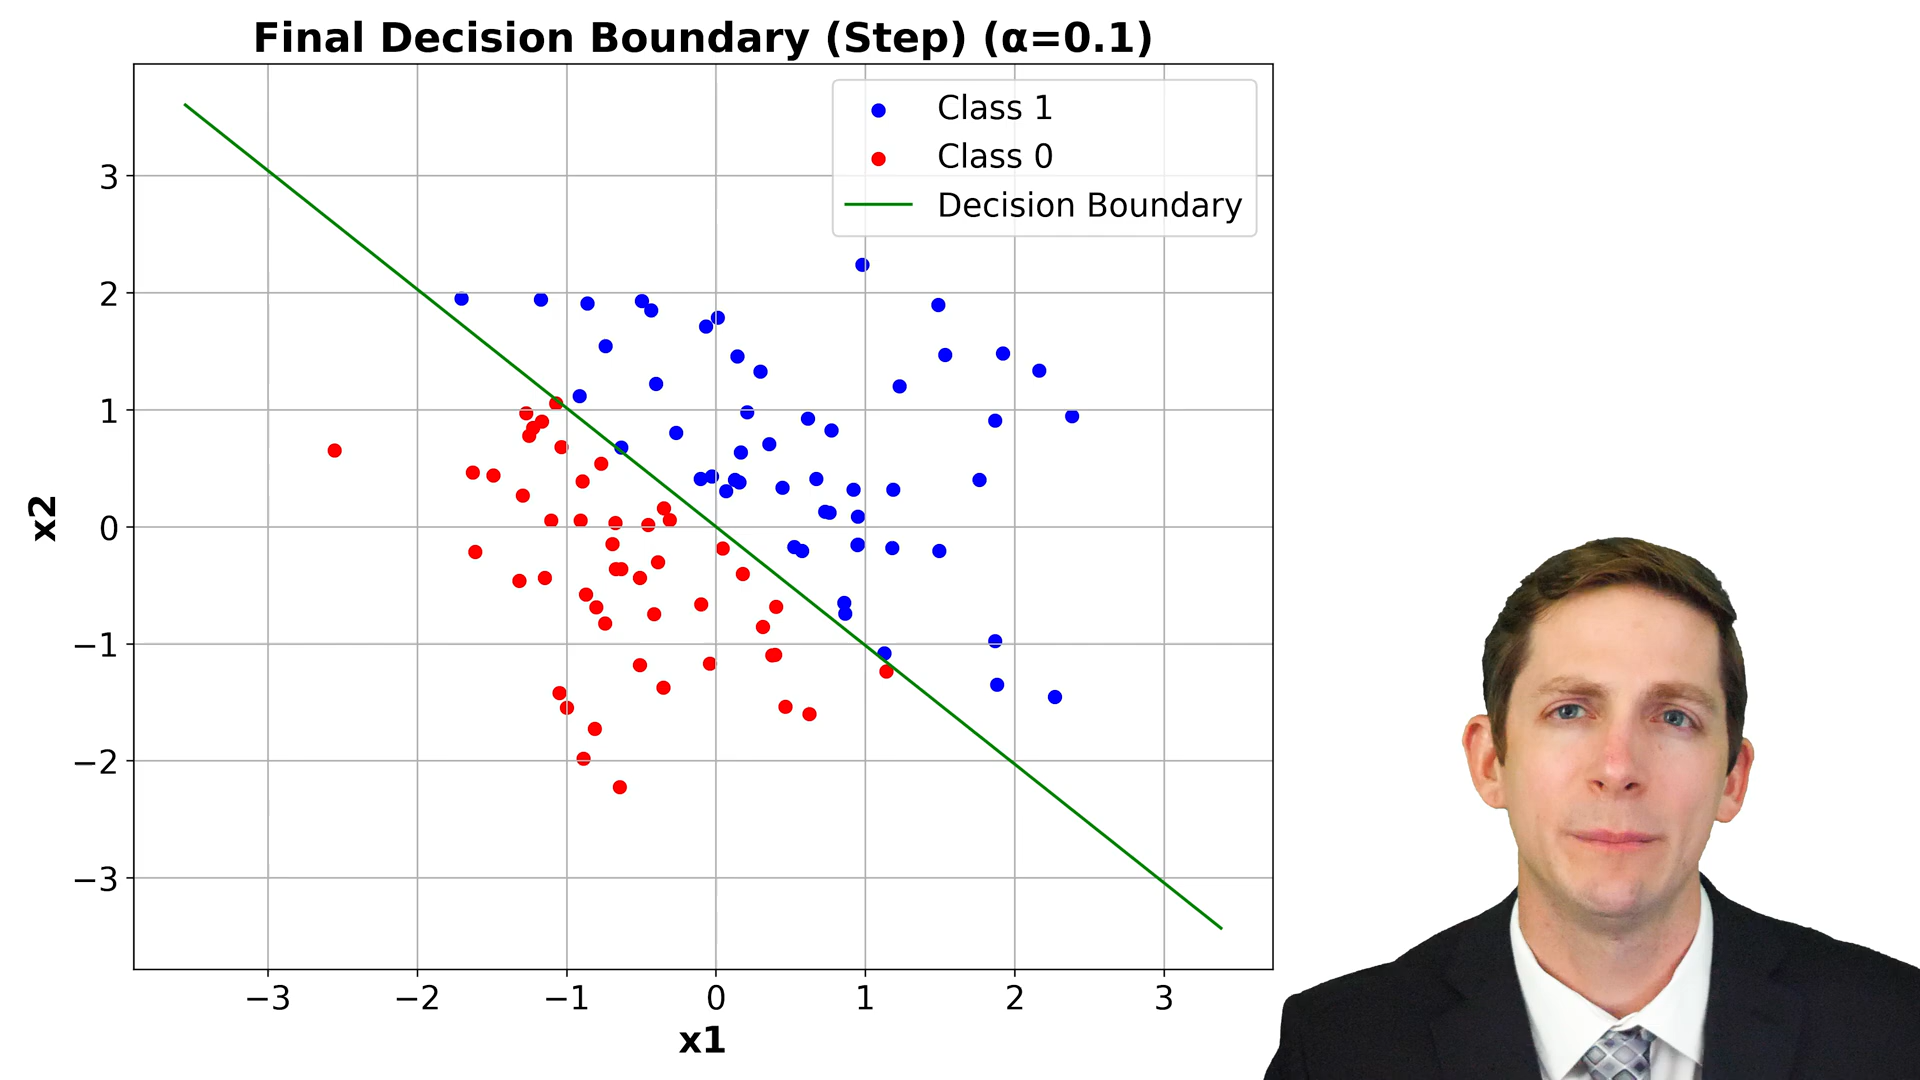 Final Decision Boundary (Step) (α=0.1)
Class 1
Class 0
Decision Boundary
3
2
1
0
−1
−2
−3
x2
−3 −2 −1 0 1 2 3
x1